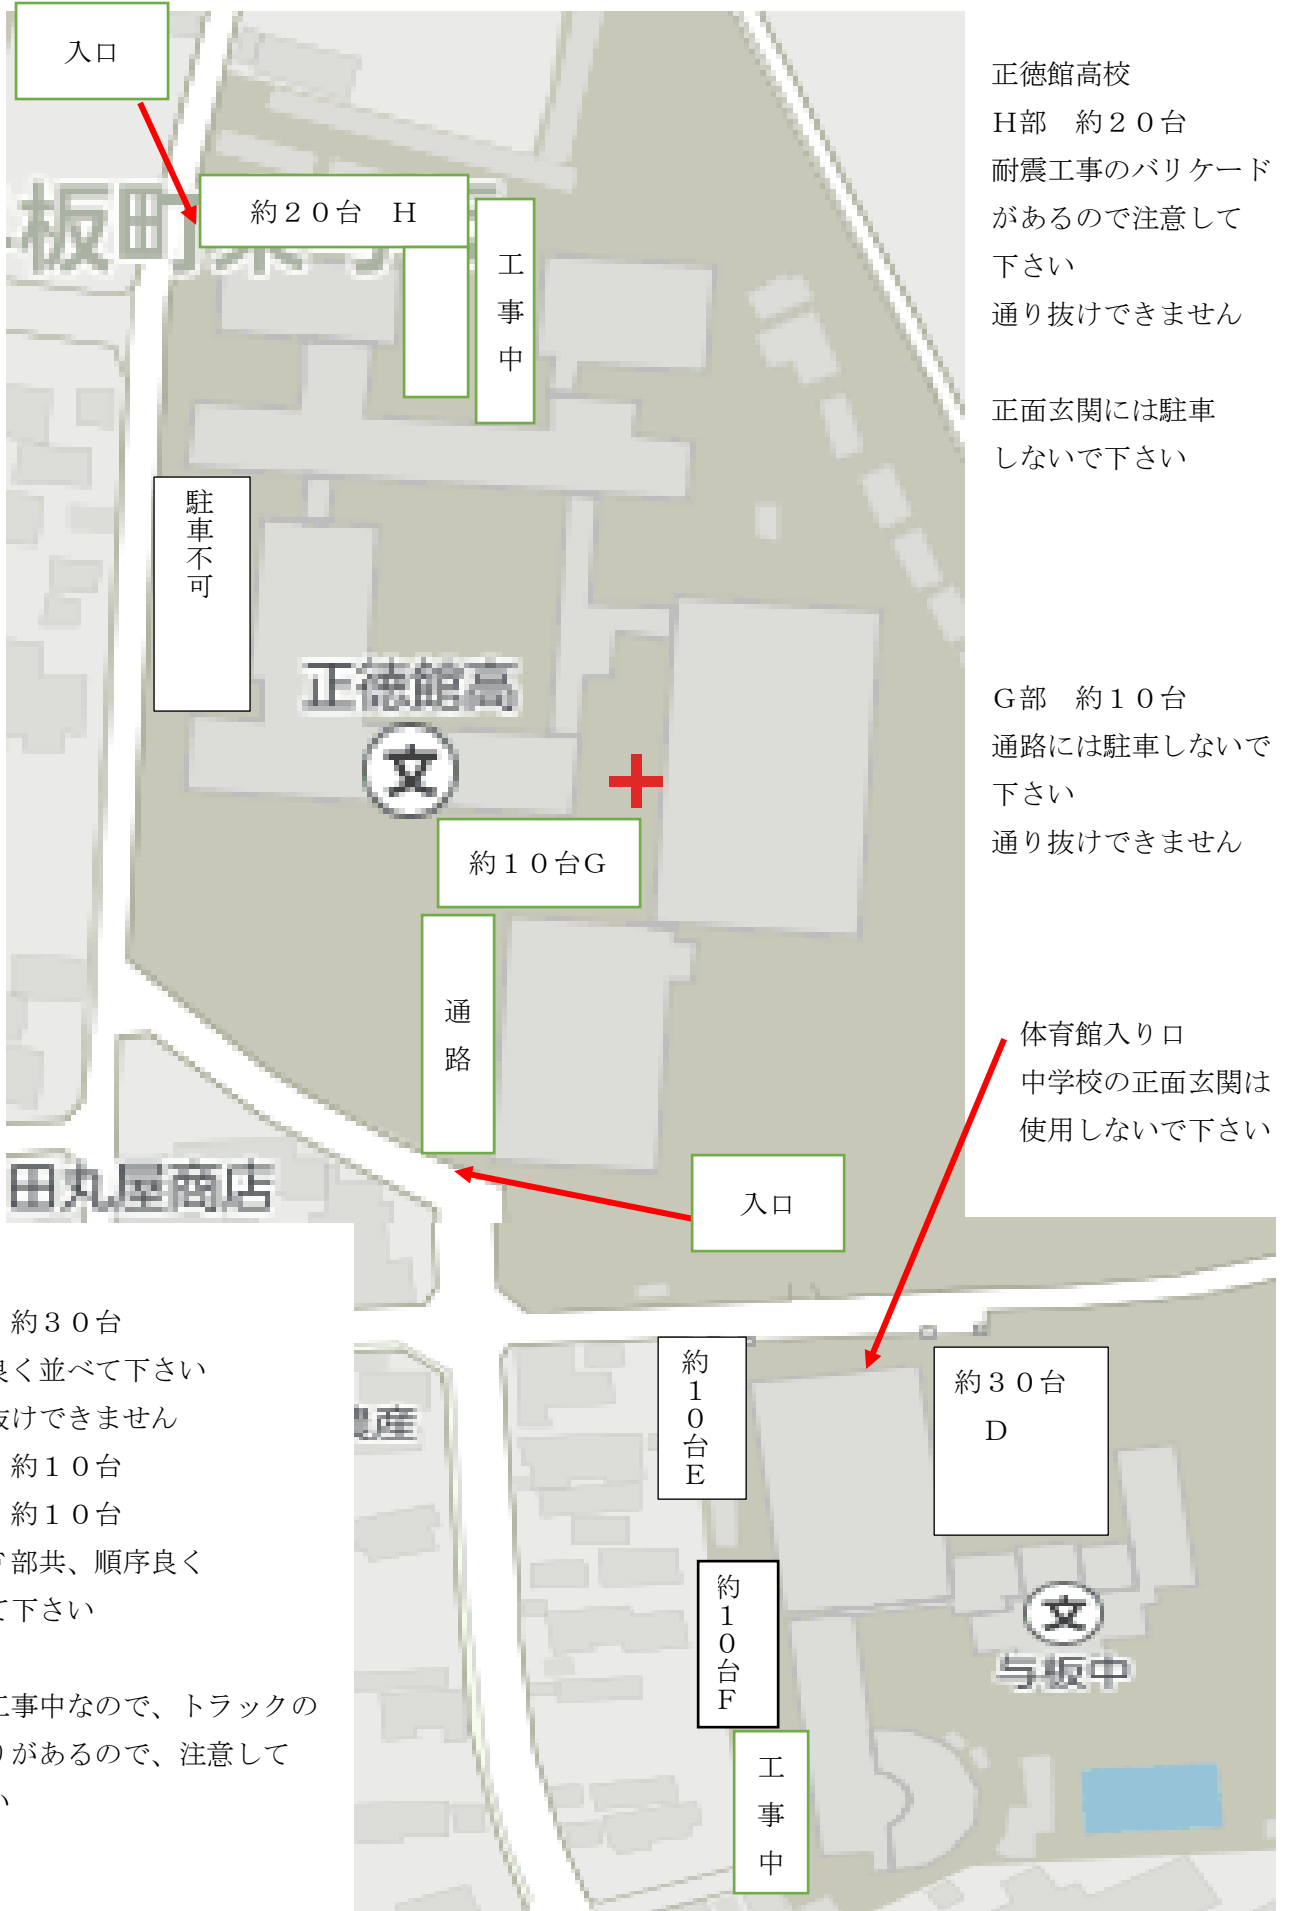 入口
約２０台　H
工事中
板町
駐車不可
正徳館高
文
約１０台G
通路
田丸屋商店
入口
正徳館高校
H部　約２０台
耐震工事のバリケード
があるので注意して
下さい
通り抜けできません
正面玄関には駐車
しないで下さい
G部　約１０台
通路には駐車しないで
下さい
通り抜けできません
体育館入り口
中学校の正面玄関は
使用しないで下さい
約３０台
良く並べて下さい
抜けできません
約１０台
約１０台
部共、順序良く
て下さい
工事中なので、トラックの
りがあるので、注意して
い
農産
約１０台E
約３０台
D
約１０台F
文
与板中
工事中